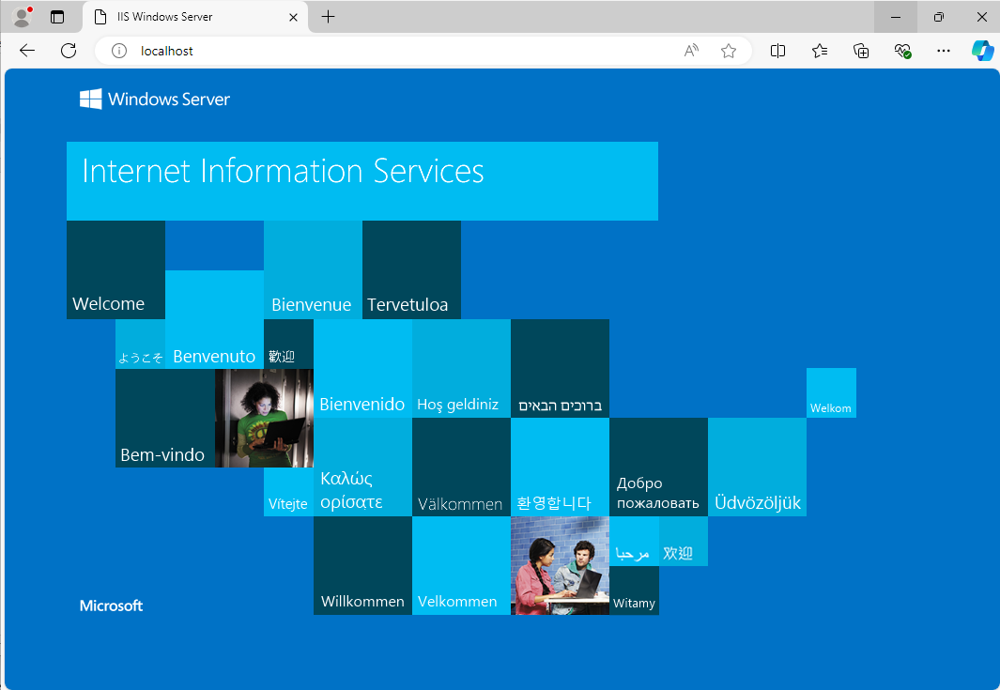 IIS Windows Server
localhost
Windows Server
Internet Information Services
Welcome
Bienvenue
Tervetuloa
ようこそ
Benvenuto
歡迎
Bienvenido
Hoş geldiniz
ברוכים הבאים
Welkom
Bem-vindo
Vítejte
Καλώς
ορίσατε
Välkommen
환영합니다
Добро
пожаловать
Üdvözöljük
Willkommen
Velkommen
مرحبا
欢迎
Witamy
Microsoft